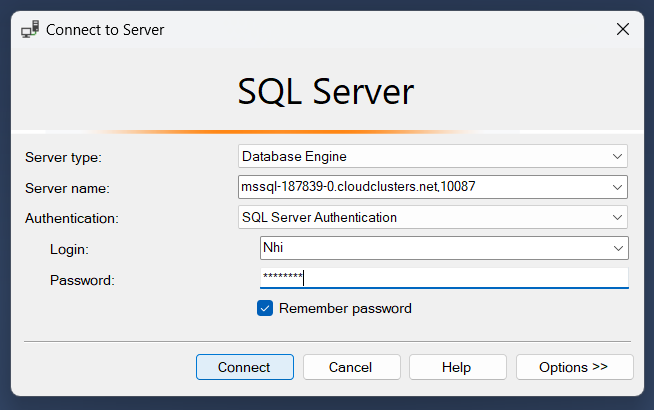 Connect to Server
SQL Server
Server type: Database Engine
Server name: mssql-187839-0.cloudclusters.net,10087
Authentication: SQL Server Authentication
Login: Nhi
Password: ********
Remember password
Connect Cancel Help Options >>